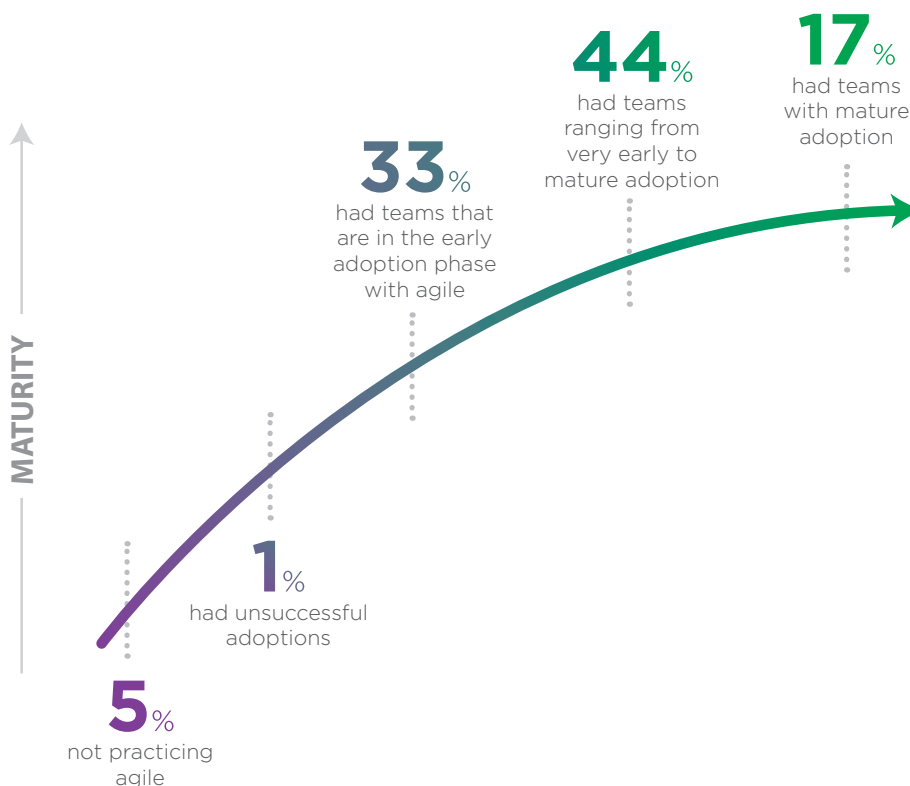 17%
had teams
with mature
adoption
44%
had teams
ranging from
very early to
mature adoption
33%
had teams that
are in the early
adoption phase
with agile
MATURITY
1%
had unsuccessful
adoptions
5%
not practicing
agile